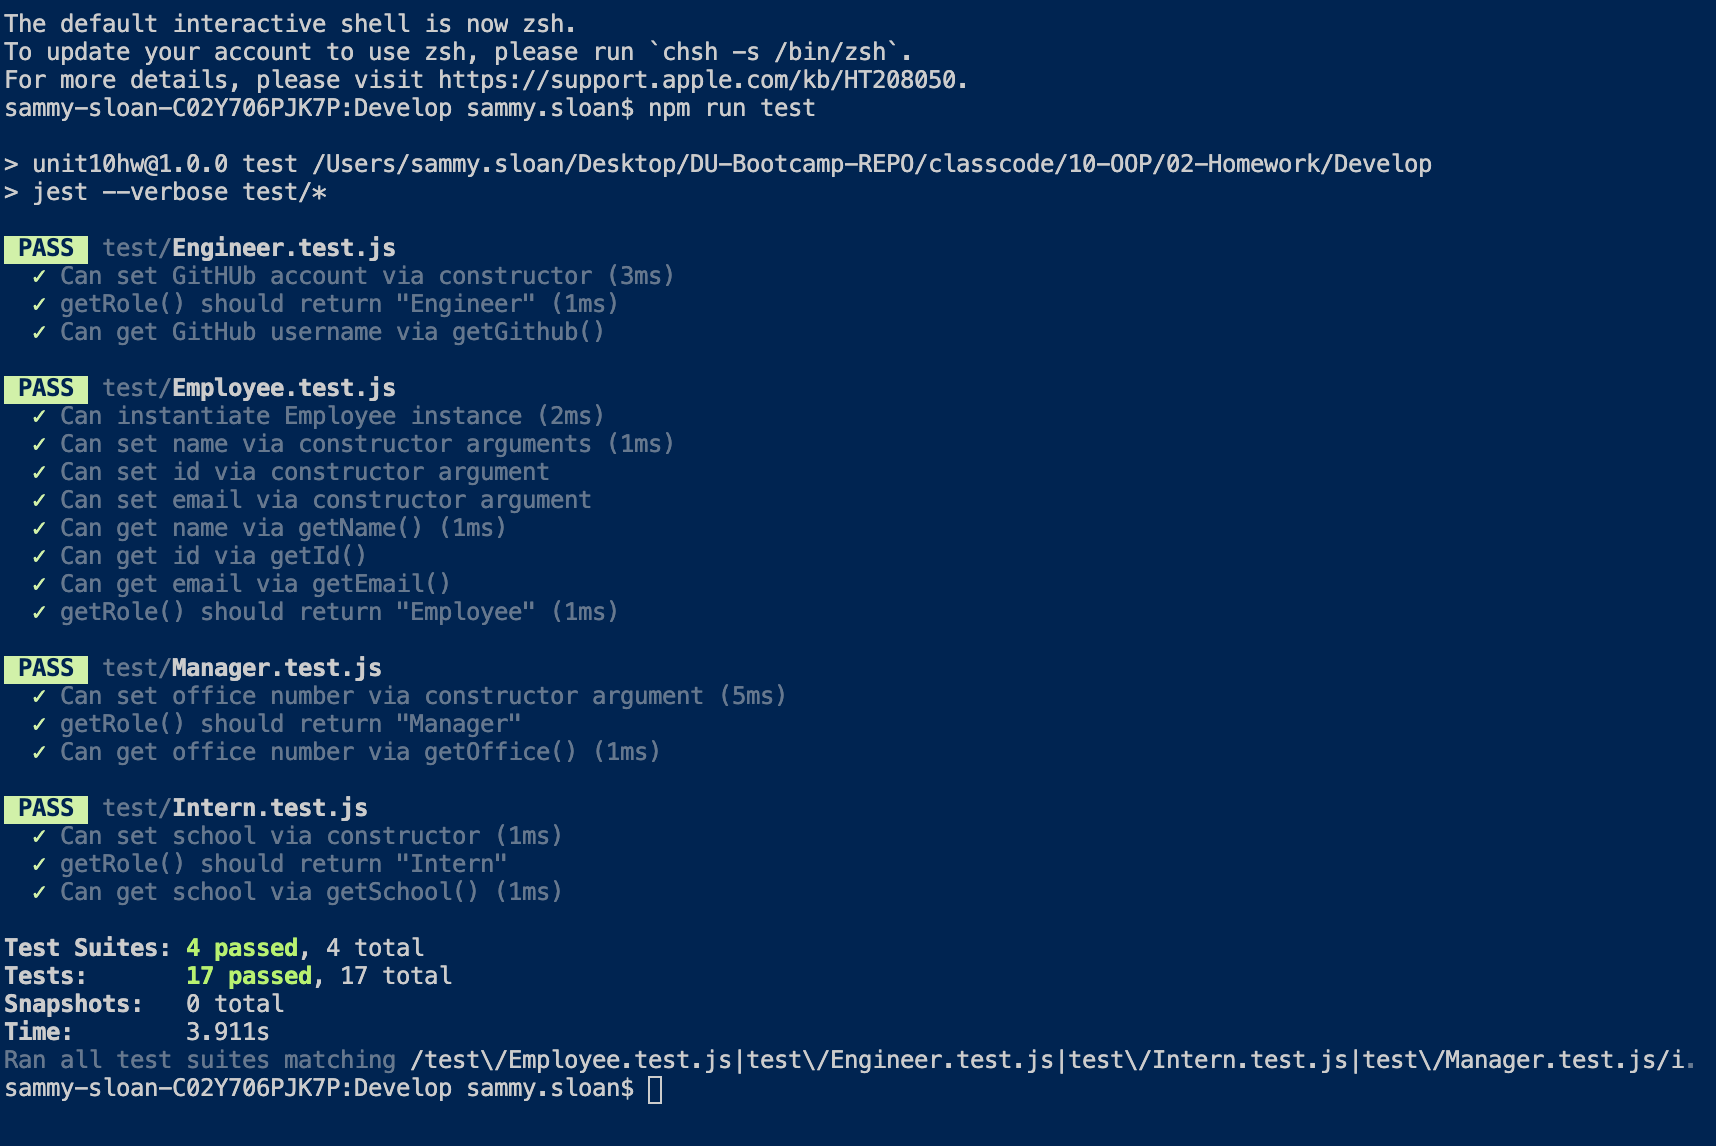 The default interactive shell is now zsh.
To update your account to use zsh, please run `chsh -s /bin/zsh`.
For more details, please visit https://support.apple.com/kb/HT208050.
sammy-sloan-C02Y706PJK7P:Develop sammy.sloan$ npm run test
> unit10hw@1.0.0 test /Users/sammy.sloan/Desktop/DU-Bootcamp-REPO/classcode/10-OOP/02-Homework/Develop
> jest --verbose test/*
PASS test/Engineer.test.js
✓ Can set GitHUb account via constructor (3ms)
✓ getRole() should return "Engineer" (1ms)
✓ Can get GitHub username via getGithub()
PASS test/Employee.test.js
✓ Can instantiate Employee instance (2ms)
✓ Can set name via constructor arguments (1ms)
✓ Can set id via constructor argument
✓ Can set email via constructor argument
✓ Can get name via getName() (1ms)
✓ Can get id via getId()
✓ Can get email via getEmail()
✓ getRole() should return "Employee" (1ms)
PASS test/Manager.test.js
✓ Can set office number via constructor argument (5ms)
✓ getRole() should return "Manager"
✓ Can get office number via getOffice() (1ms)
PASS test/Intern.test.js
✓ Can set school via constructor (1ms)
✓ getRole() should return "Intern"
✓ Can get school via getSchool() (1ms)
Test Suites: 4 passed, 4 total
Tests: 17 passed, 17 total
Snapshots: 0 total
Time: 3.911s
Ran all test suites matching /test\/Employee.test.js|test\/Engineer.test.js|test\/Intern.test.js|test\/Manager.test.js/i.
sammy-sloan-C02Y706PJK7P:Develop sammy.sloan$